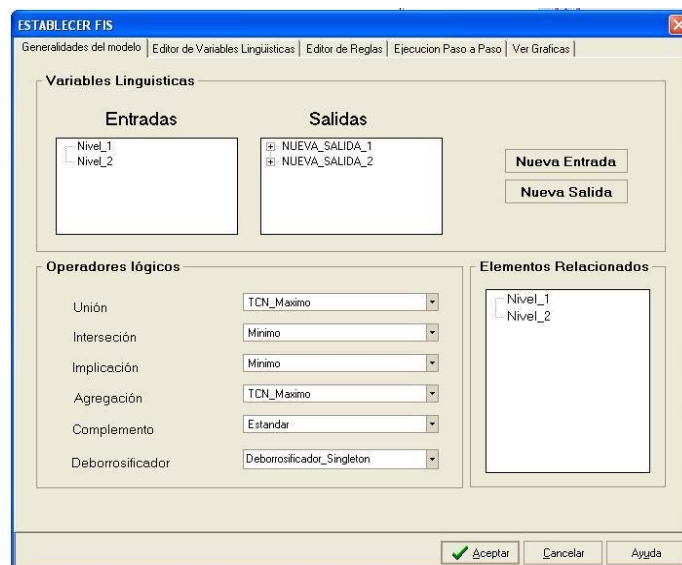 ESTABLECER FIS
Generalidades del modelo Editor de Variables Lingüisticas Editor de Reglas Ejecucion Paso a Paso Ver Graficas
Variables Linguisticas
Entradas Salidas
Nivel_1 NUEVA_SALIDA_1
Nivel_2 NUEVA_SALIDA_2
Nueva Entrada
Nueva Salida
Operadores lógicos
Unión TCN_Maximo
Interseción Minimo
Implicación Minimo
Agregación TCN_Maximo
Complemento Estandar
Deborrosificador Deborrosificador_Singleton
Elementos Relacionados
Nivel_1
Nivel_2
Aceptar Cancelar Ayuda